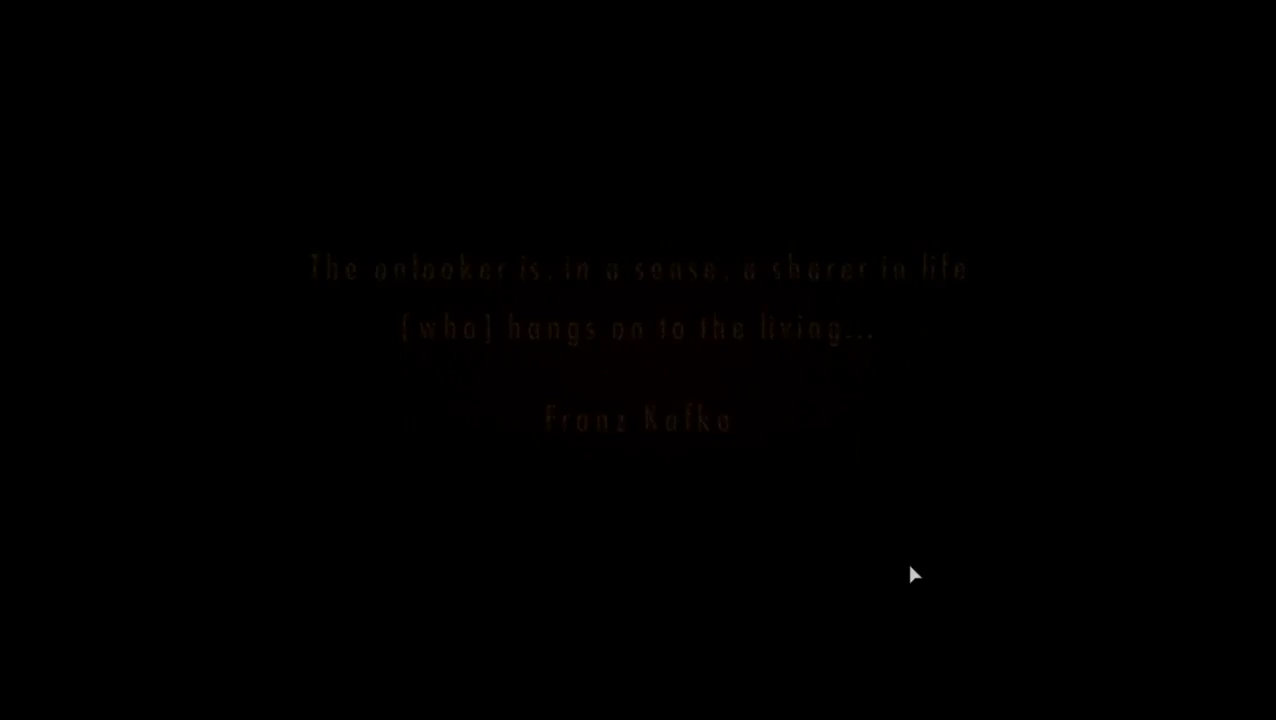 The onlooker is, in a sense, a sharer in life
[who] hangs on to the living...
Franz Kafka